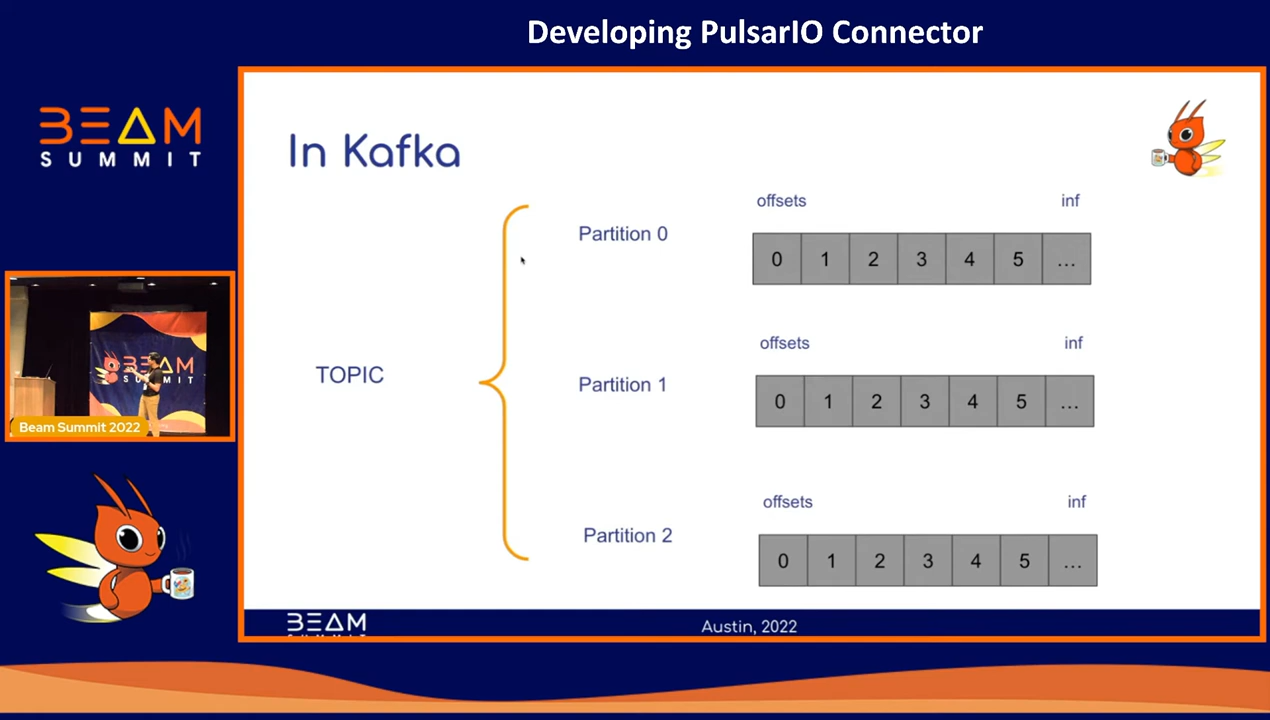 Developing PulsarIO Connector
BEAM
SUMMIT
In Kafka
TOPIC
Partition 0
offsets inf
0 1 2 3 4 5 ...
Partition 1
offsets inf
0 1 2 3 4 5 ...
Partition 2
offsets inf
0 1 2 3 4 5 ...
BEAM
SUMMIT
Beam Summit 2022
BEAM
Austin, 2022